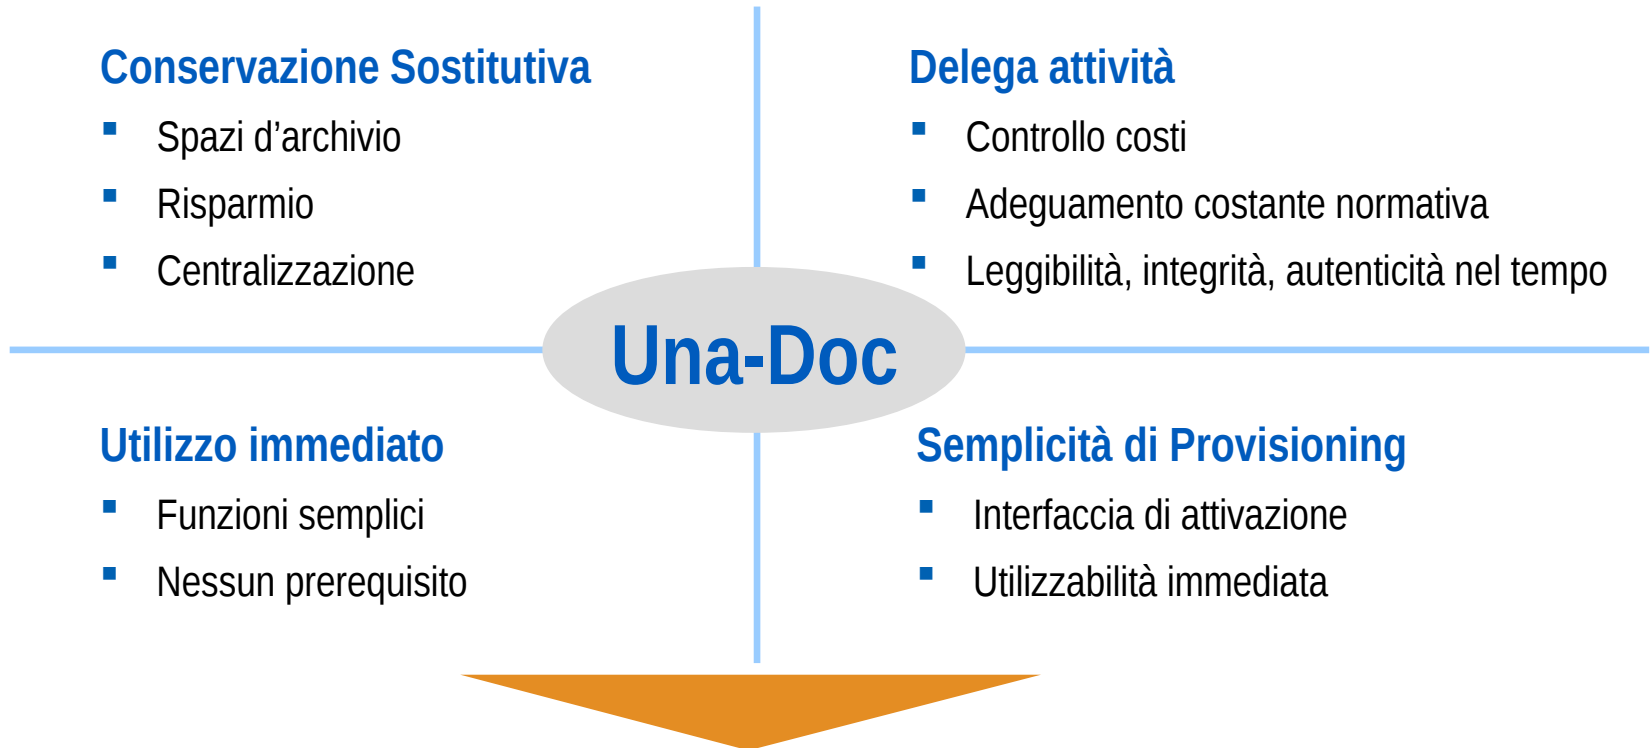 Conservazione Sostitutiva
Spazi d’archivio
Risparmio
Centralizzazione
Delega attività
Controllo costi
Adeguamento costante normativa
Leggibilità, integrità, autenticità nel tempo
Una-Doc
Utilizzo immediato
Funzioni semplici
Nessun prerequisito
Semplicità di Provisioning
Interfaccia di attivazione
Utilizzabilità immediata